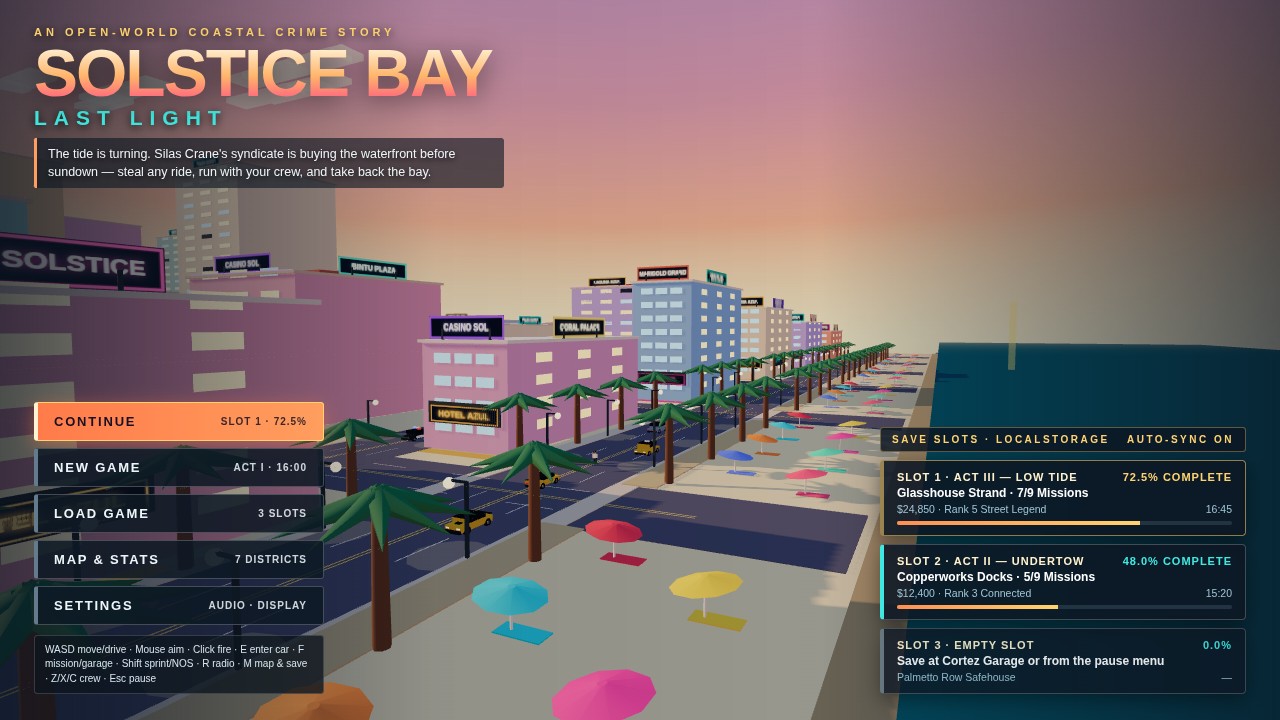 AN OPEN-WORLD COASTAL CRIME STORY
SOLSTICE BAY
LAST LIGHT
The tide is turning. Silas Crane's syndicate is buying the waterfront before
sundown — steal any ride, run with your crew, and take back the bay.
SOLSTICE
CASINO SOL
BINTU PLAZA
MARIGOLD GRAND
CASINO SOL
CORAL PALACE
HOTEL AZUL
CONTINUE SLOT 1 · 72.5%
NEW GAME ACT I · 16:00
LOAD GAME 3 SLOTS
MAP & STATS 7 DISTRICTS
SETTINGS AUDIO · DISPLAY
WASD move/drive · Mouse aim · Click fire · E enter car · F
mission/garage · Shift sprint/NOS · R radio · M map & save
· Z/X/C crew · Esc pause
SAVE SLOTS · LOCALSTORAGE AUTO-SYNC ON
SLOT 1 · ACT III — LOW TIDE 72.5% COMPLETE
Glasshouse Strand · 7/9 Missions
$24,850 · Rank 5 Street Legend 16:45
SLOT 2 · ACT II — UNDERTOW 48.0% COMPLETE
Copperworks Docks · 5/9 Missions
$12,400 · Rank 3 Connected 15:20
SLOT 3 · EMPTY SLOT 0.0%
Save at Cortez Garage or from the pause menu
Palmetto Row Safehouse —